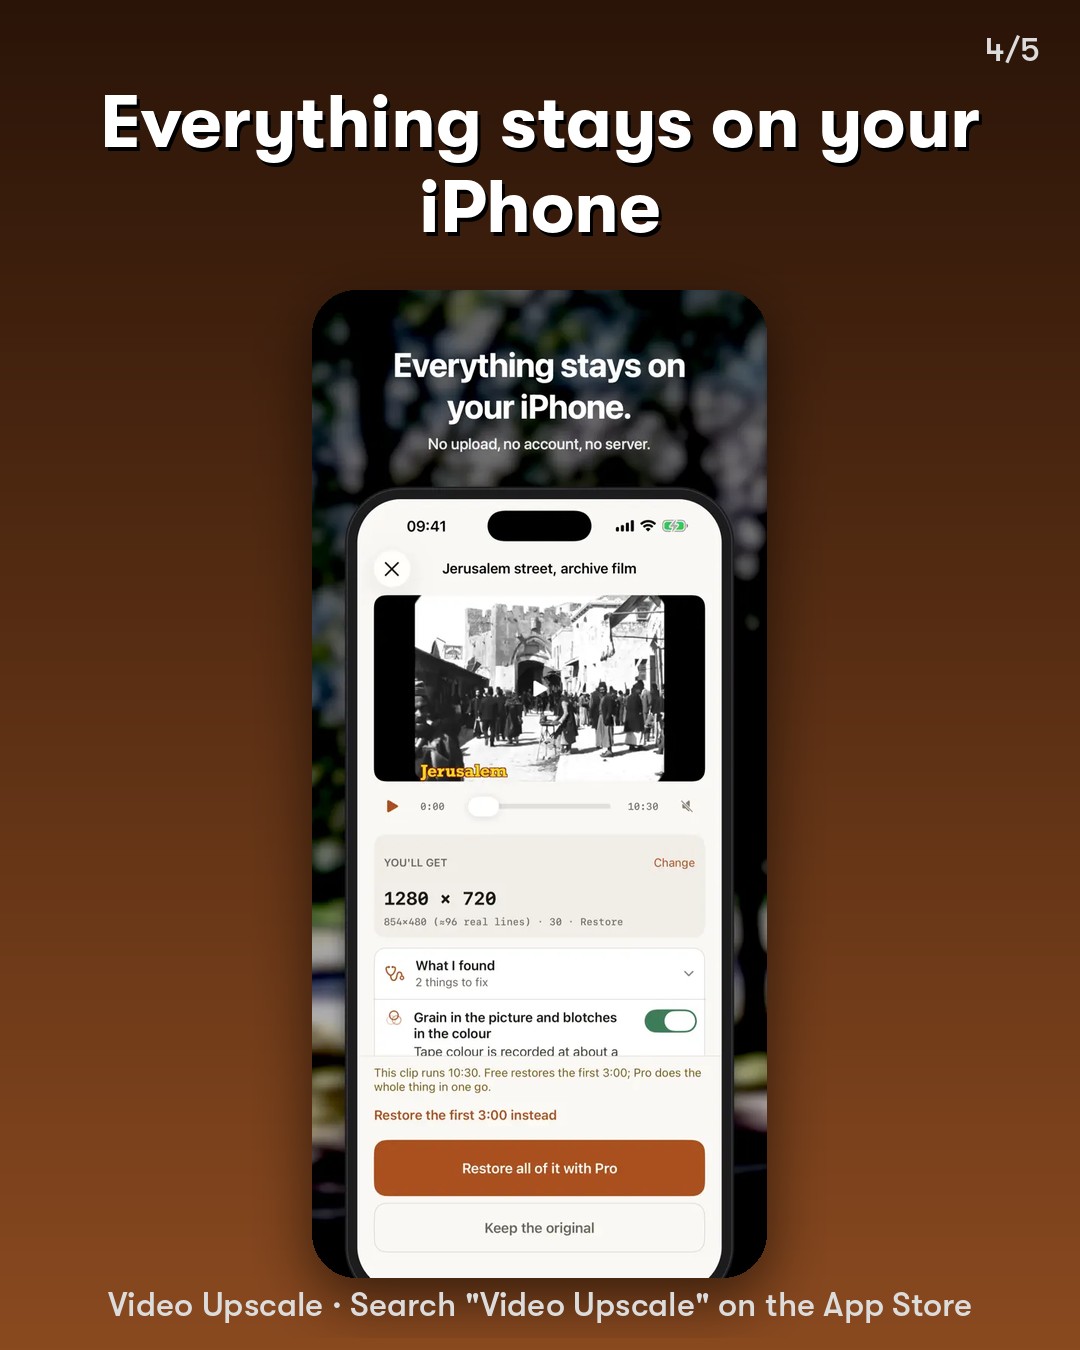 4/5
Everything stays on your
iPhone
Everything stays on
your iPhone.
No upload, no account, no server.
09:41
Jerusalem street, archive film
Jerusalem
0:00
10:30
YOU'LL GET
Change
1280 × 720
854×480 (≈96 real lines) · 30 · Restore
What I found
2 things to fix
Grain in the picture and blotches
in the colour
Tape colour is recorded at about a
This clip runs 10:30. Free restores the first 3:00; Pro does the
whole thing in one go.
Restore the first 3:00 instead
Restore all of it with Pro
Keep the original
Video Upscale · Search "Video Upscale" on the App Store